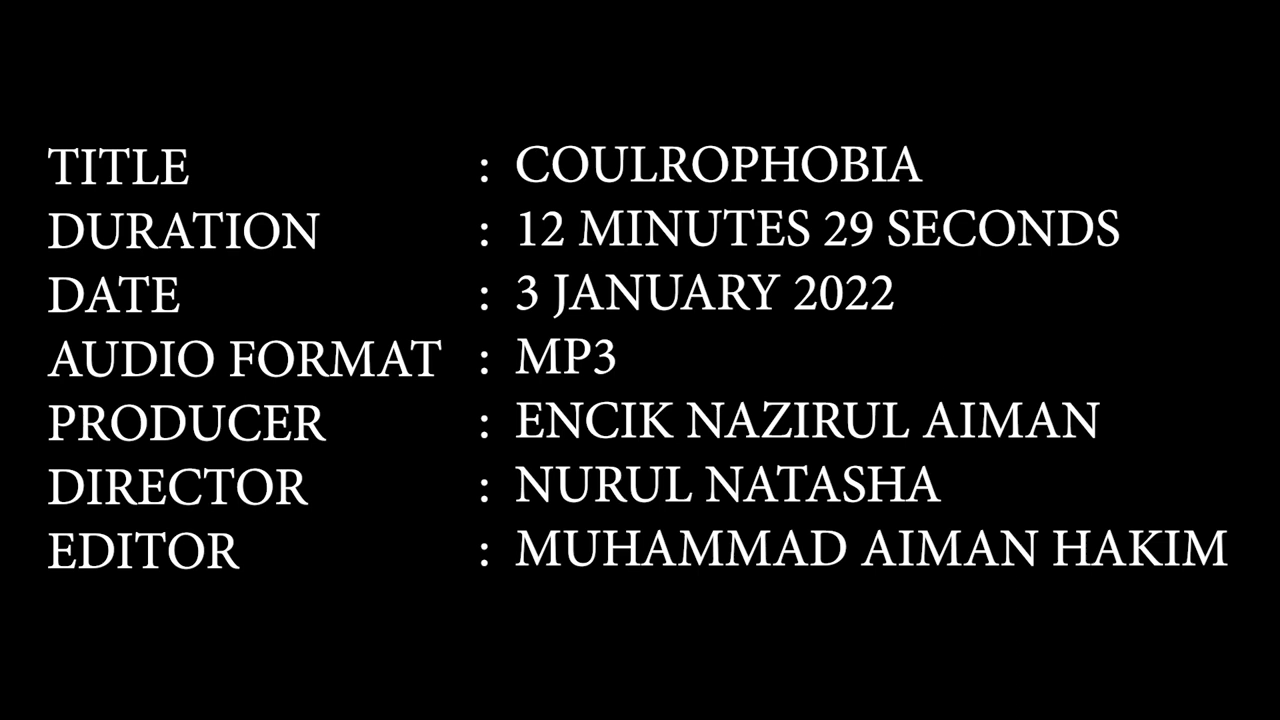 TITLE : COULROPHOBIA
DURATION : 12 MINUTES 29 SECONDS
DATE : 3 JANUARY 2022
AUDIO FORMAT : MP3
PRODUCER : ENCIK NAZIRUL AIMAN
DIRECTOR : NURUL NATASHA
EDITOR : MUHAMMAD AIMAN HAKIM